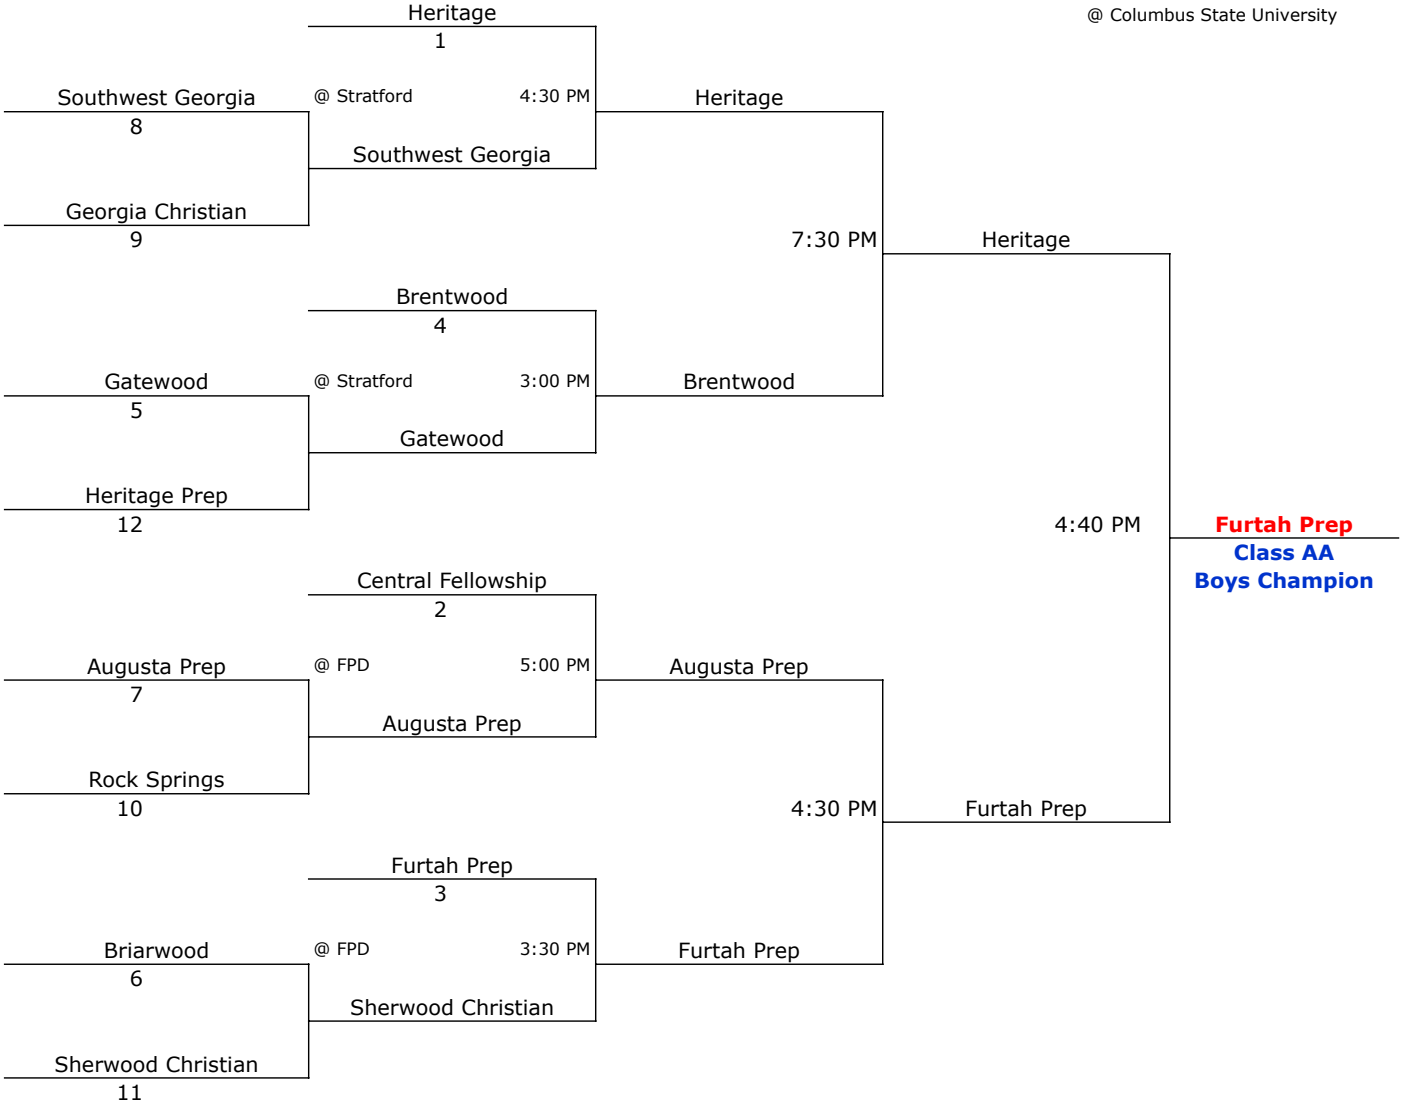 Heritage
@ Columbus State University
1
Southwest Georgia
@ Stratford
4:30 PM
Heritage
8
Southwest Georgia
Georgia Christian
9
7:30 PM
Heritage
Brentwood
4
Gatewood
@ Stratford
3:00 PM
Brentwood
5
Gatewood
Heritage Prep
12
4:40 PM
Furtah Prep
Class AA
Boys Champion
Central Fellowship
2
Augusta Prep
@ FPD
5:00 PM
Augusta Prep
7
Augusta Prep
Rock Springs
10
4:30 PM
Furtah Prep
Furtah Prep
3
Briarwood
@ FPD
3:30 PM
Furtah Prep
6
Sherwood Christian
Sherwood Christian
11